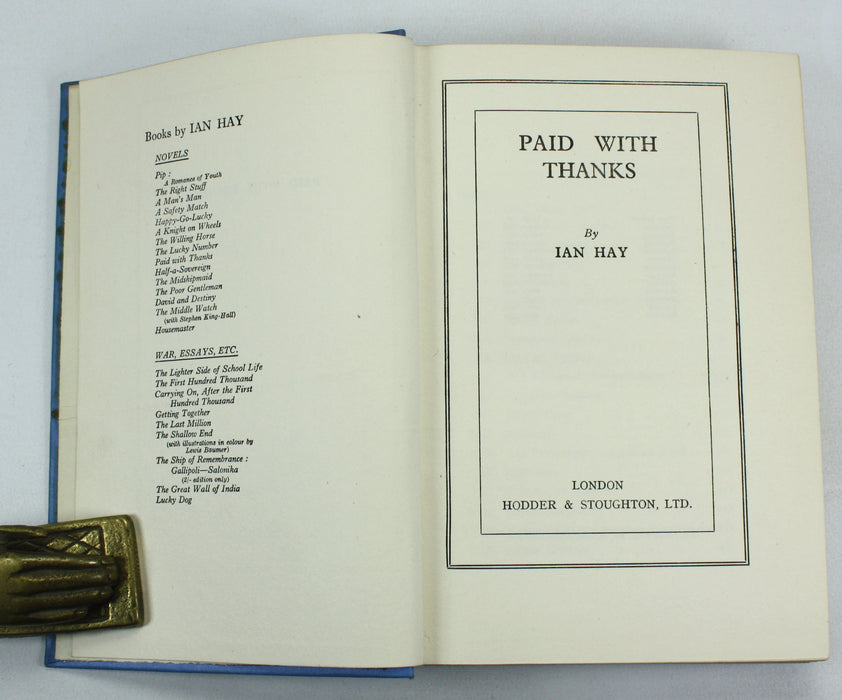 Books by IAN HAY
NOVELS
Pip :
A Romance of Youth
The Right Stuff
A Man's Man
A Safety Match
Happy-Go-Lucky
A Knight on Wheels
The Willing Horse
The Lucky Number
Paid with Thanks
Half-a-Sovereign
The Midshipmaid
The Poor Gentleman
David and Destiny
The Middle Watch
(with Stephen King-Hall)
Housemaster
WAR, ESSAYS, ETC.
The Lighter Side of School Life
The First Hundred Thousand
Carrying On, After the First
Hundred Thousand
Getting Together
The Last Million
The Shallow End
(with illustrations in colour by
Lewis Baumer)
The Ship of Remembrance :
Gallipoli—Salonika
(2/- edition only)
The Great Wall of India
Lucky Dog
PAID WITH
THANKS
By
IAN HAY
LONDON
HODDER & STOUGHTON, LTD.